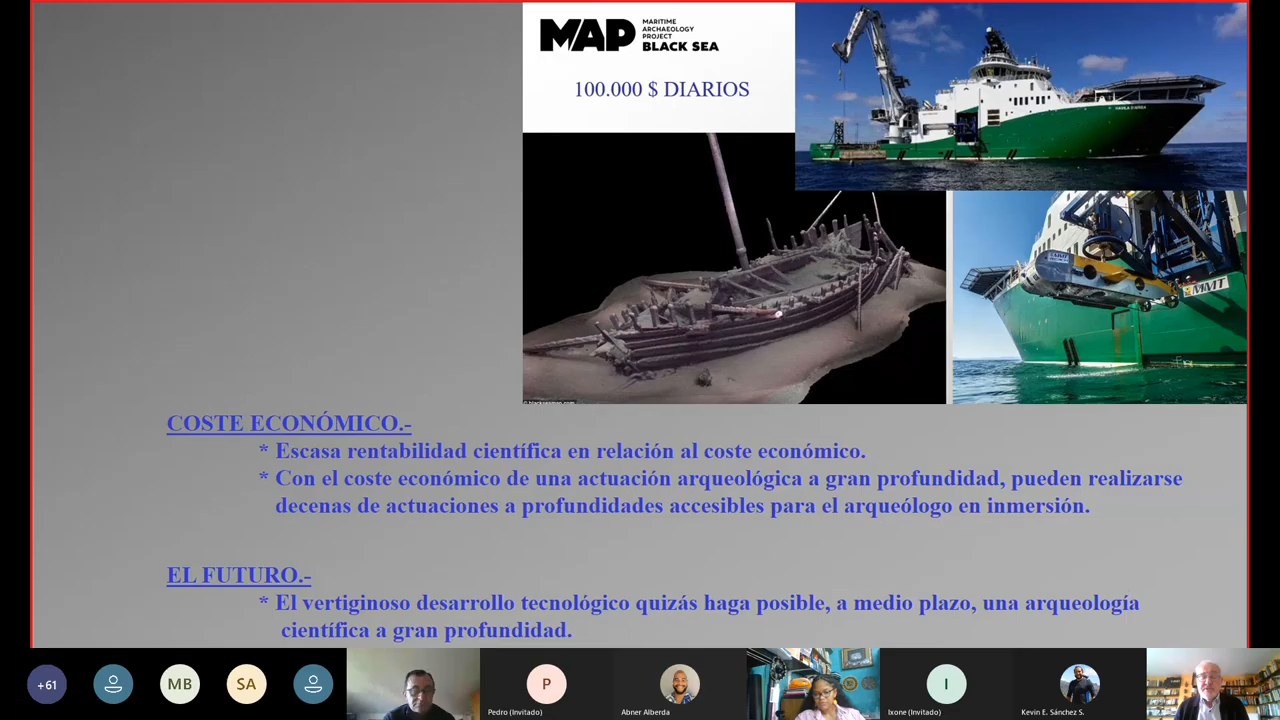 MAP
MARITIME
ARCHAEOLOGY
PROJECT
BLACK SEA
100.000 $ DIARIOS
MMT
COSTE ECONÓMICO.-
* Escasa rentabilidad científica en relación al coste económico.
* Con el coste económico de una actuación arqueológica a gran profundidad, pueden realizarse
decenas de actuaciones a profundidades accesibles para el arqueólogo en inmersión.
EL FUTURO.-
* El vertiginoso desarrollo tecnológico quizás haga posible, a medio plazo, una arqueología
científica a gran profundidad.
+61
MB
SA
P
I
Pedro (Invitado)
Abner Alberda
Ixone (Invitado)
Kevin E. Sánchez S.